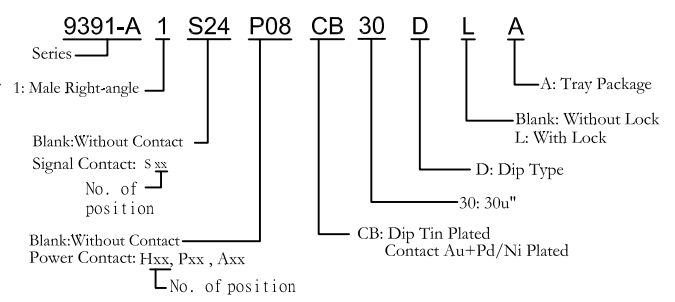 9391-A 1 S24 P08 CB 30 D L A
Series
1: Male Right-angle
A: Tray Package
Blank: Without Lock
L: With Lock
Blank:Without Contact
Signal Contact: S xx
No. of
position
D: Dip Type
30: 30u"
CB: Dip Tin Plated
Contact Au+Pd/Ni Plated
Blank:Without Contact
Power Contact: Hxx, Pxx , Axx
No. of position